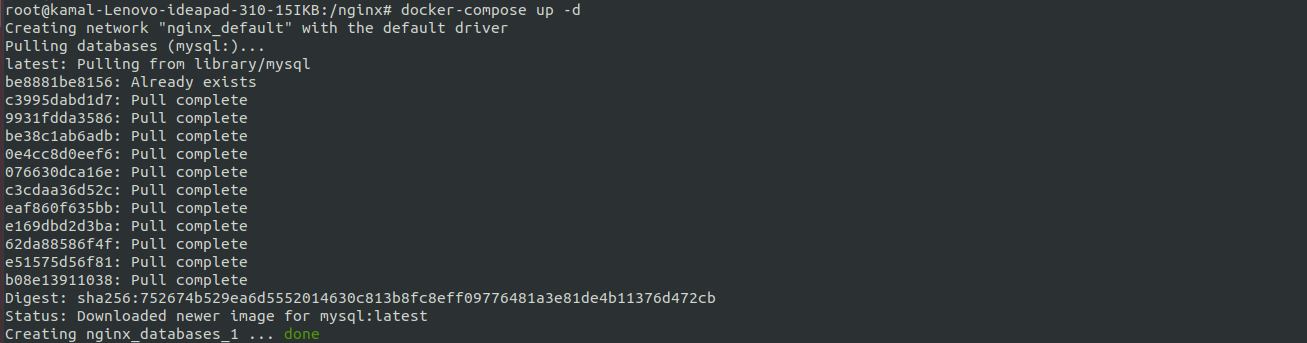 root@kamal-Lenovo-ideapad-310-15IKB:/nginx# docker-compose up -d
Creating network "nginx_default" with the default driver
Pulling databases (mysql:)...
latest: Pulling from library/mysql
be8881be8156: Already exists
c3995dabd1d7: Pull complete
9931fdda3586: Pull complete
be38c1ab6adb: Pull complete
0e4cc8d0eef6: Pull complete
076630dca16e: Pull complete
c3cdaa36d52c: Pull complete
eaf860f635bb: Pull complete
e169dbd2d3ba: Pull complete
62da88586f4f: Pull complete
e51575d56f81: Pull complete
b08e13911038: Pull complete
Digest: sha256:752674b529ea6d5552014630c813b8fc8eff09776481a3e81de4b11376d472cb
Status: Downloaded newer image for mysql:latest
Creating nginx_databases_1 ... done